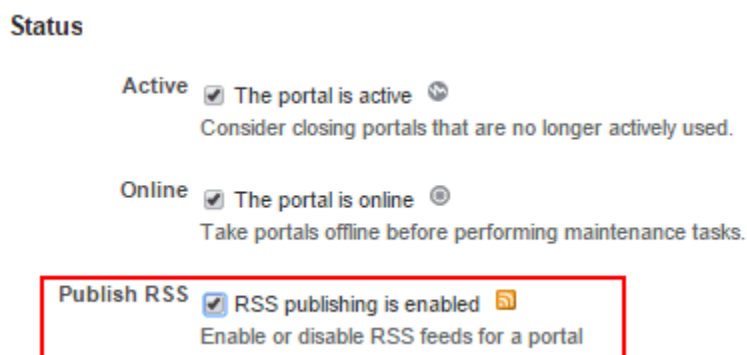 Status
Active The portal is active
Consider closing portals that are no longer actively used.
Online The portal is online
Take portals offline before performing maintenance tasks.
Publish RSS RSS publishing is enabled
Enable or disable RSS feeds for a portal